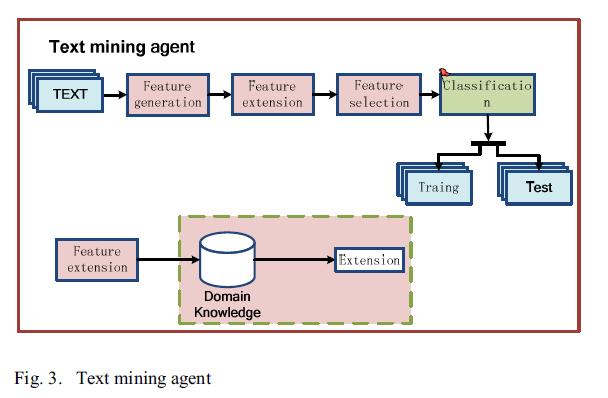 Text mining agent
TEXT
Feature
generation
Feature
extension
Feature
selection
Classificatio
n
Traing
Test
Feature
extension
Domain
Knowledge
Extension
Fig. 3. Text mining agent